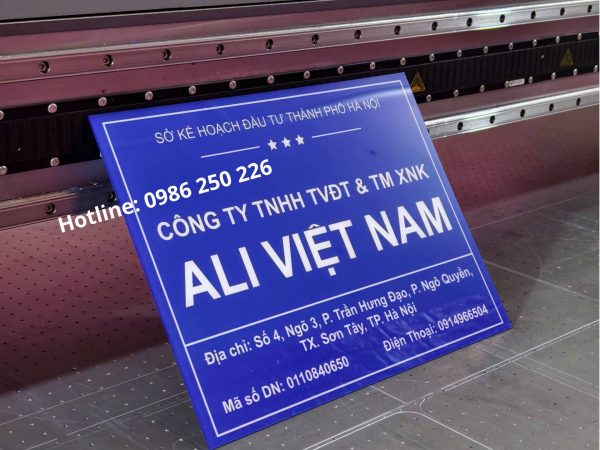 SỞ KẾ HOẠCH ĐẦU TƯ THÀNH PHỐ HÀ NỘI
Hotline: 0986 250 226
CÔNG TY TNHH TVĐT & TM XNK
ALI VIỆT NAM
Địa chỉ: Số 4, Ngõ 3, P. Trần Hưng Đạo, P. Ngô Quyền,
TX. Sơn Tây, TP. Hà Nội
Mã số DN: 0110840650 Điện Thoại: 0914966504